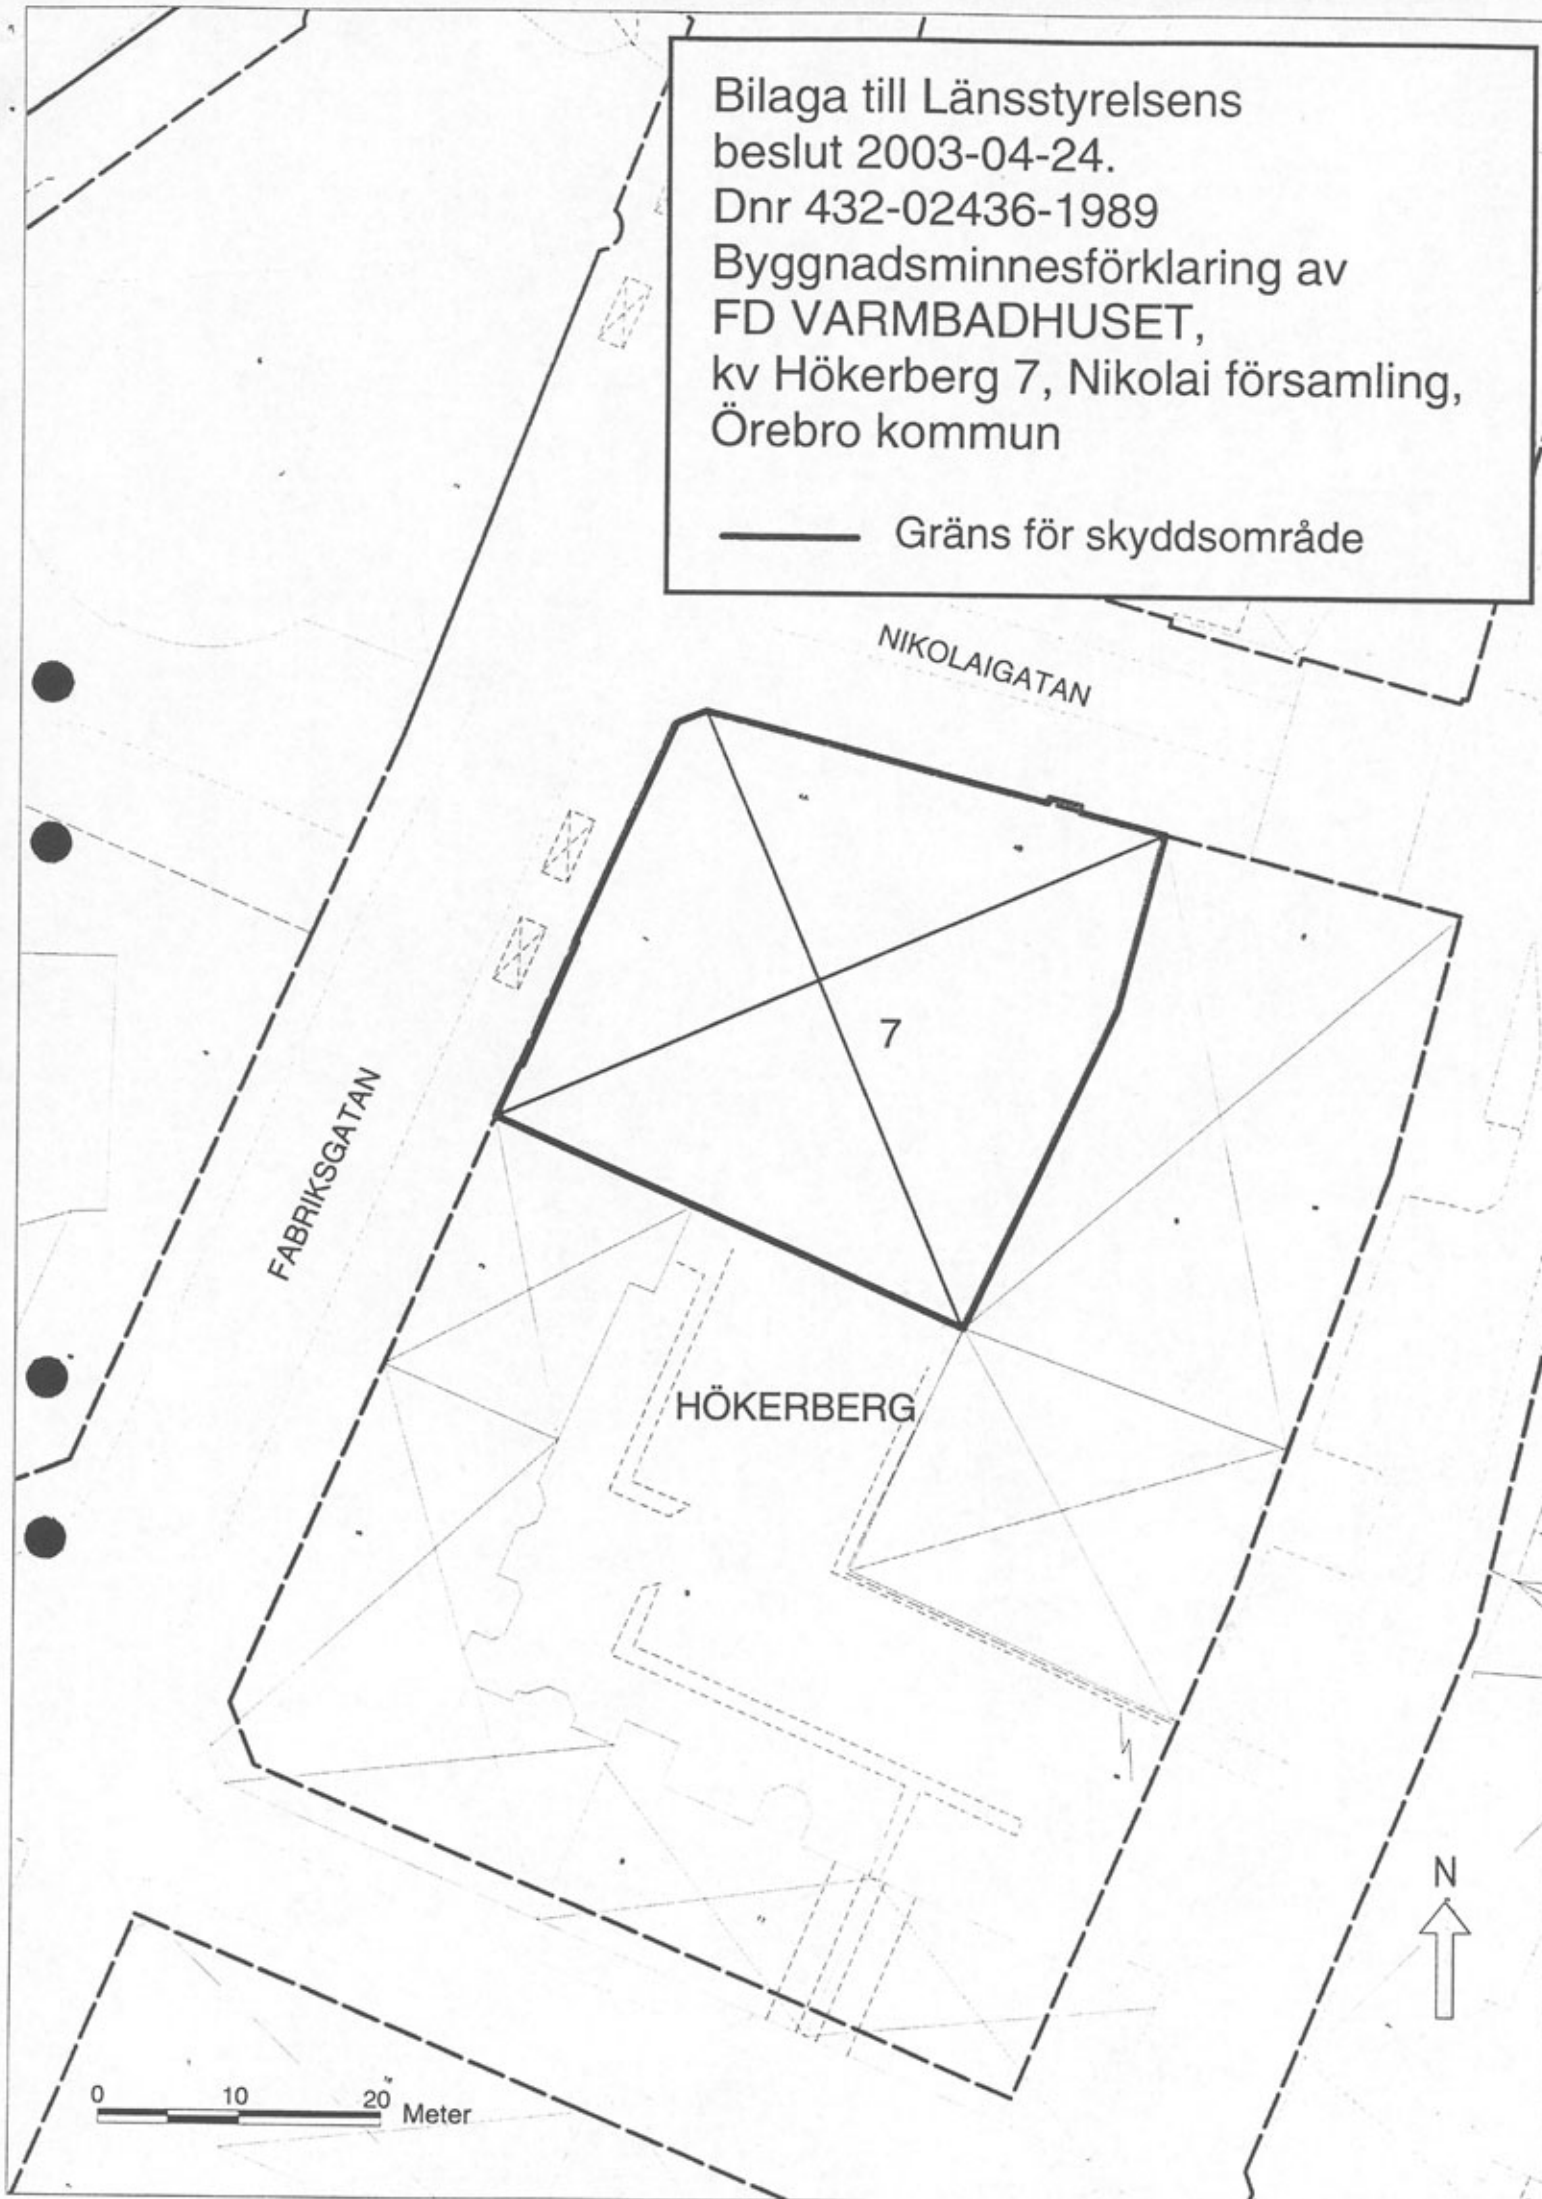 Bilaga till Länsstyrelsens
beslut 2003-04-24.
Dnr 432-02436-1989
Byggnadsminnesförklaring av
FD VARMBADHUSET,
kv Hökerberg 7, Nikolai församling,
Örebro kommun
Gräns för skyddsområde
NIKOLAIGATAN
7
FABRIKSGATAN
HÖKERBERG
N
0 10 20 Meter